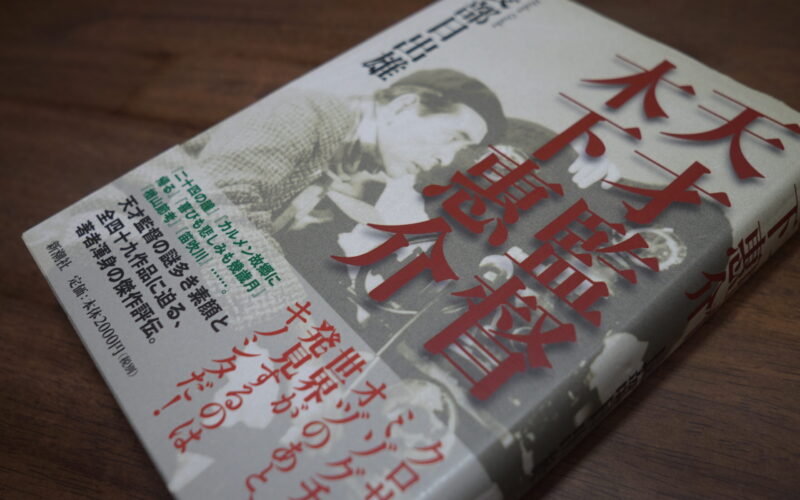 天才監督
木下惠介
部日出雄
「二十四の瞳」「カルメン故郷に
帰る」「喜びも悲しみも幾歳月」
「楢山節考」「笛吹川」……。
天才監督の謎多き素顔と
全四十九作品に迫る、
著者渾身の傑作評伝。
新潮社 定価:本体2000円(税別)
クロサ
ミゾグチ
オヅのあと、
世界が
発見するのは
キノシタだ!
下惠介